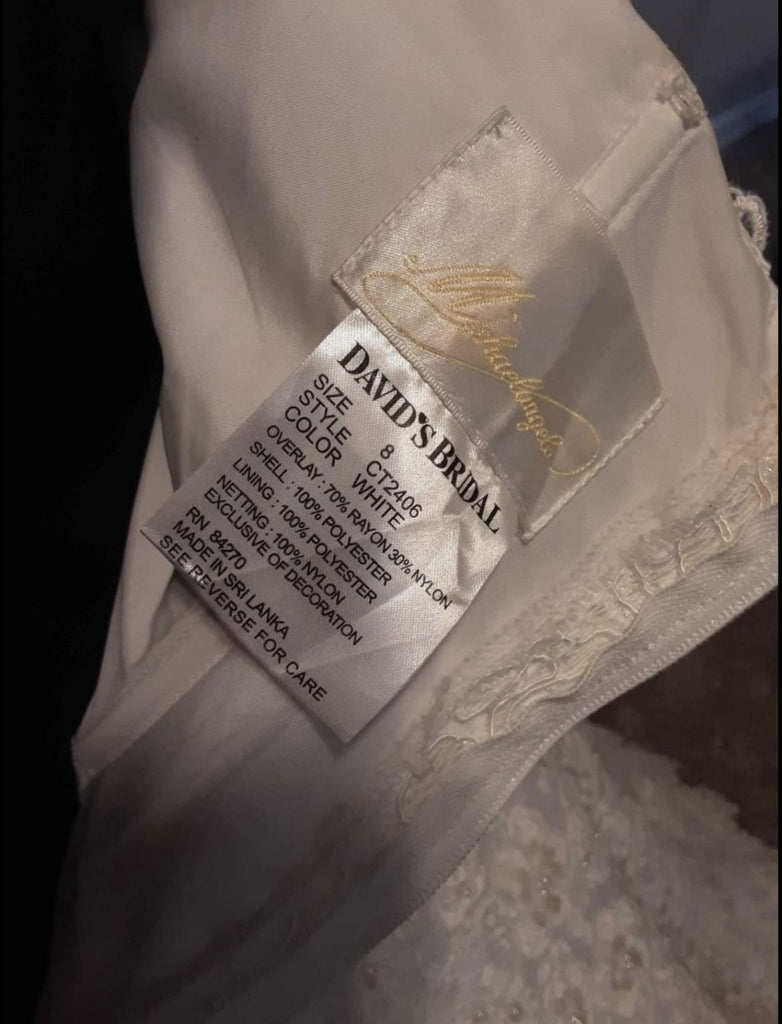 Michaelangelo
DAVID'S BRIDAL
SIZE 8
STYLE CT2406
COLOR WHITE
OVERLAY : 70% RAYON 30% NYLON
SHELL : 100% POLYESTER
LINING : 100% POLYESTER
NETTING : 100% NYLON
EXCLUSIVE OF DECORATION
RN 84270
MADE IN SRI LANKA
SEE REVERSE FOR CARE